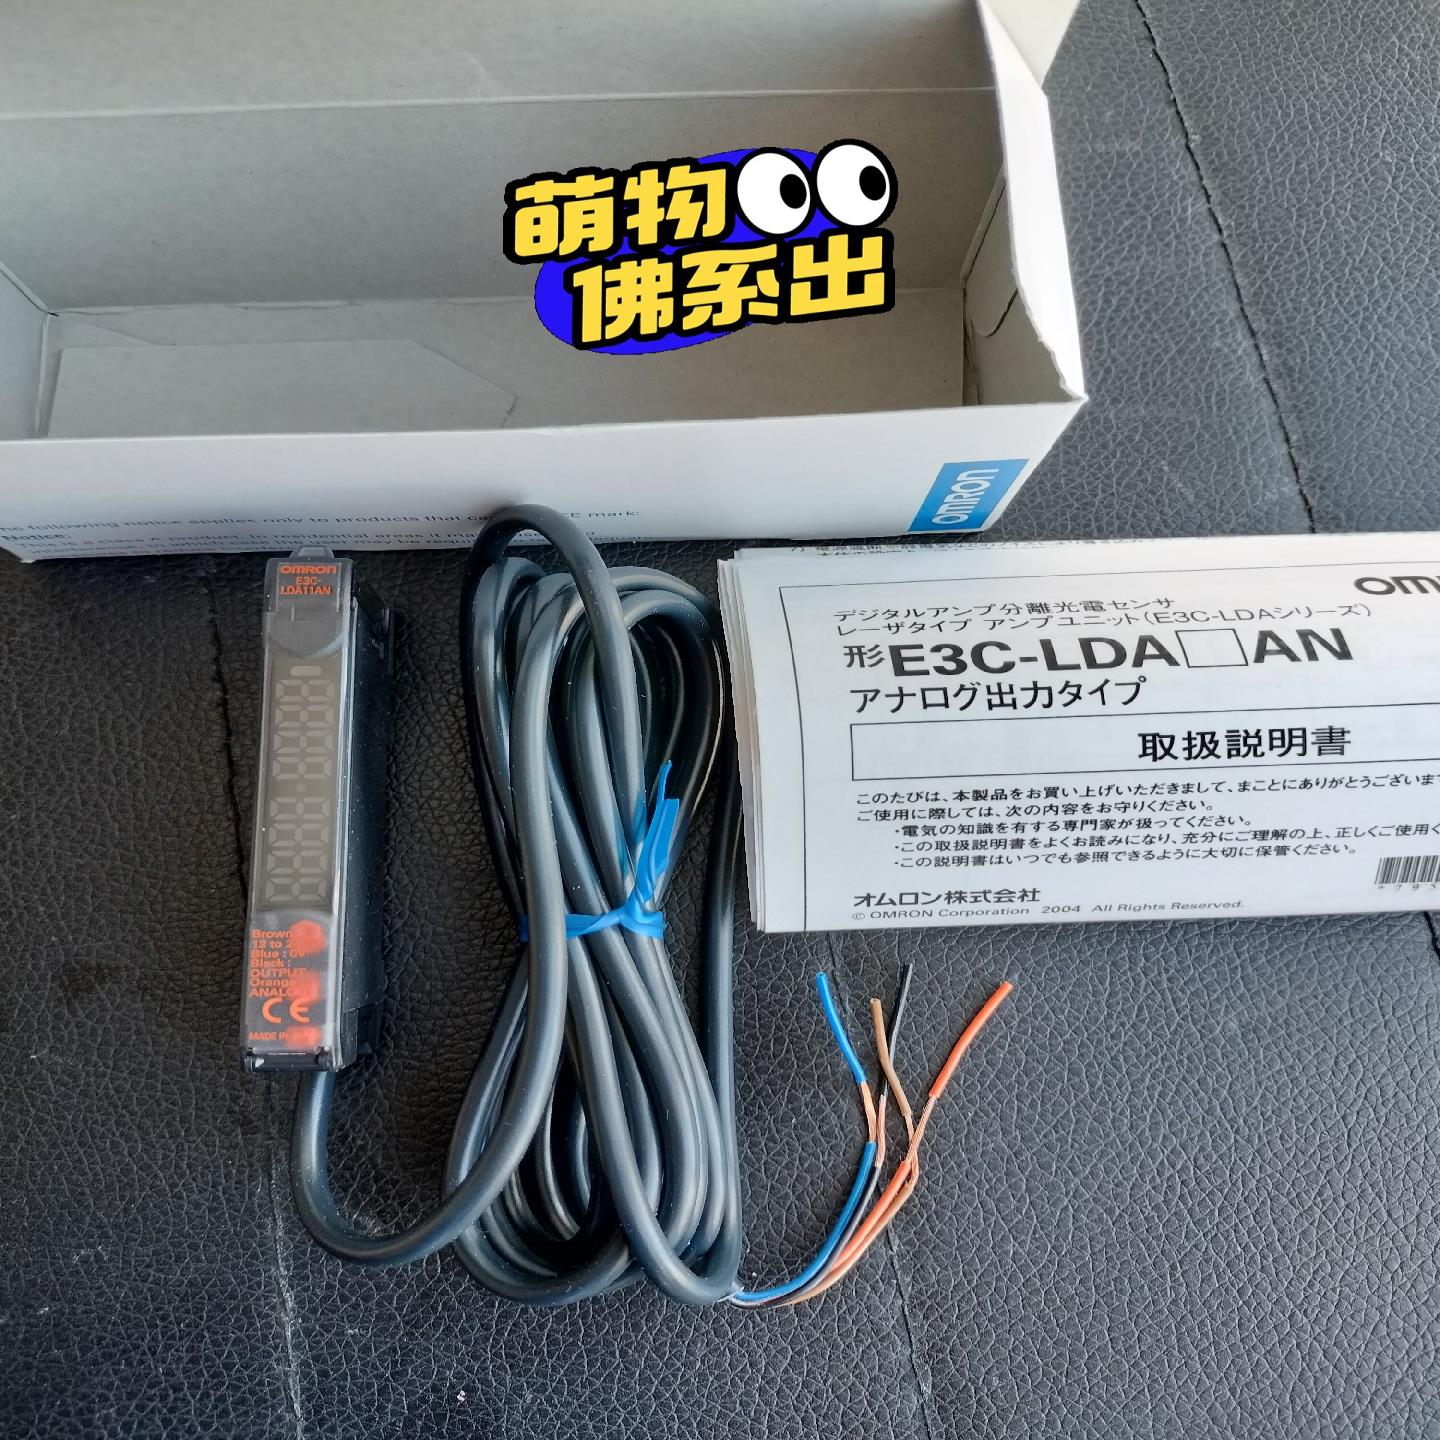 萌物
佛系出
OMRON
he following notice applies only to products that
mark:
Notice
OMRON
E3C-
LDA11AN
Brown
12 to
Blue : 0V
Black :
OUTPUT
Orange
ANALO
CE
MADE IN
デジタルアンプ分離光電センサ
レーザタイプ アンプユニット(E3C-LDAシリーズ)
形E3C-LDA□AN
アナログ出力タイプ
取扱説明書
このたびは、本製品をお買い上げいただきまして、まことにありがとうございま
ご使用に際しては、次の内容をお守りください。
・電気の知識を有する専門家が扱ってください。
・この取扱説明書をよくお読みになり、充分にご理解の上、正しくご使用く
・この説明書はいつでも参照できるように大切に保管ください。
オムロン株式会社
© OMRON Corporation 2004 All Rights Reserved.
*795